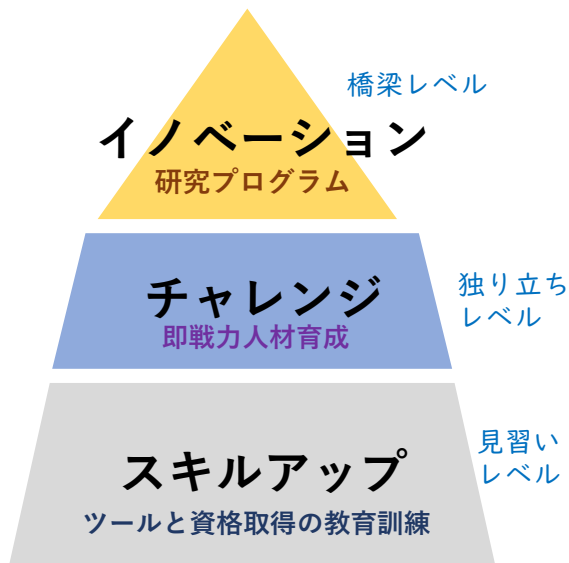 橋梁レベル
イノベーション
研究プログラム
チャレンジ
即戦力人材育成
独り立ち
レベル
スキルアップ
ツールと資格取得の教育訓練
見習い
レベル